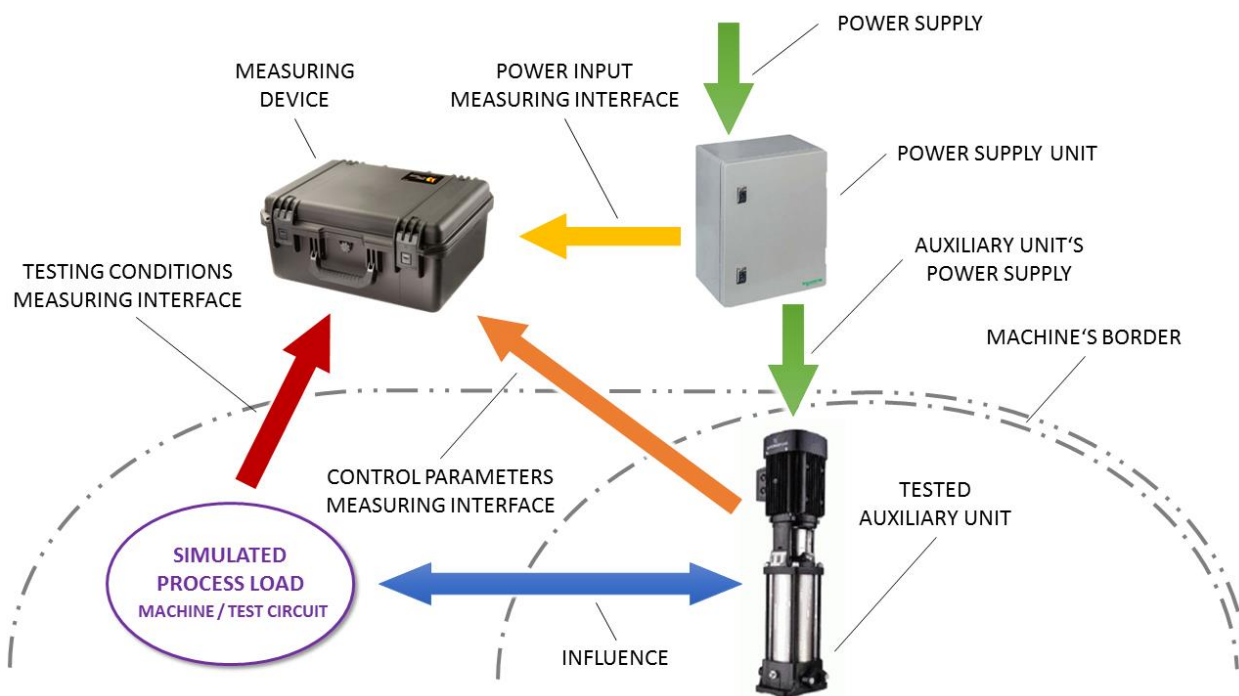 POWER SUPPLY
MEASURING
DEVICE
POWER INPUT
MEASURING INTERFACE
POWER SUPPLY UNIT
AUXILIARY UNIT‘S
POWER SUPPLY
TESTING CONDITIONS
MEASURING INTERFACE
MACHINE‘S BORDER
CONTROL PARAMETERS
MEASURING INTERFACE
TESTED
AUXILIARY UNIT
SIMULATED
PROCESS LOAD
MACHINE / TEST CIRCUIT
INFLUENCE